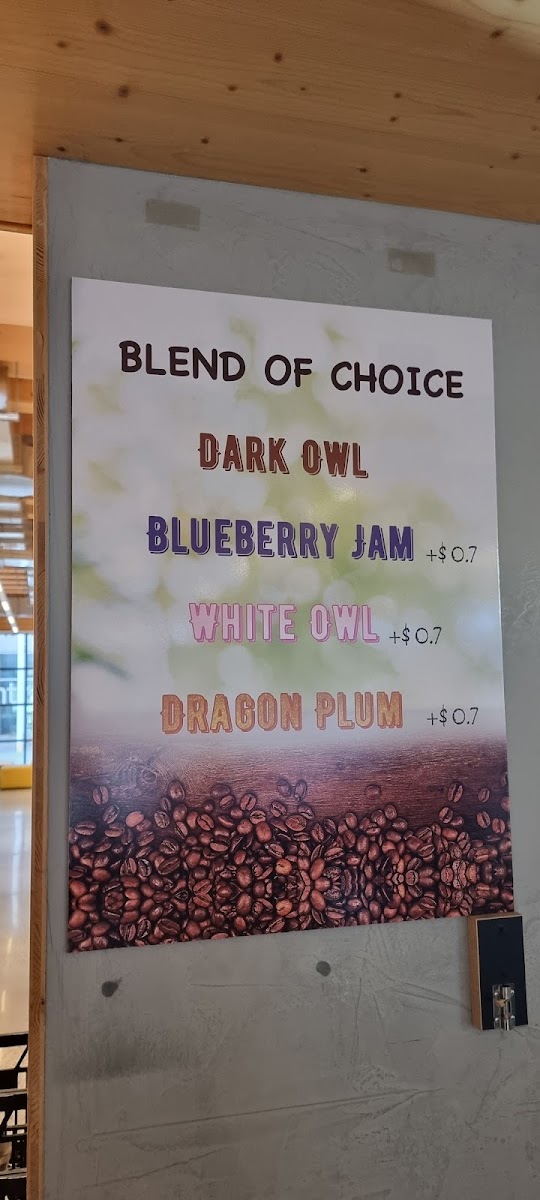 BLEND OF CHOICE
DARK OWL
BLUEBERRY JAM +$0.7
WHITE OWL +$0.7
DRAGON PLUM +$0.7